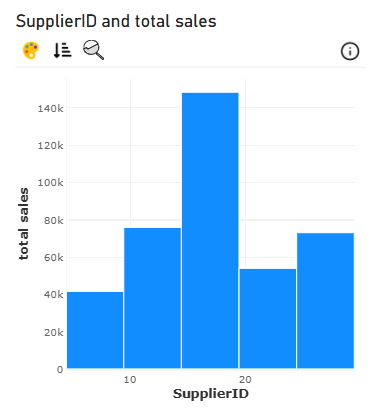 SupplierID and total sales
140k
120k
100k
80k
60k
40k
20k
0
total sales
10
20
SupplierID